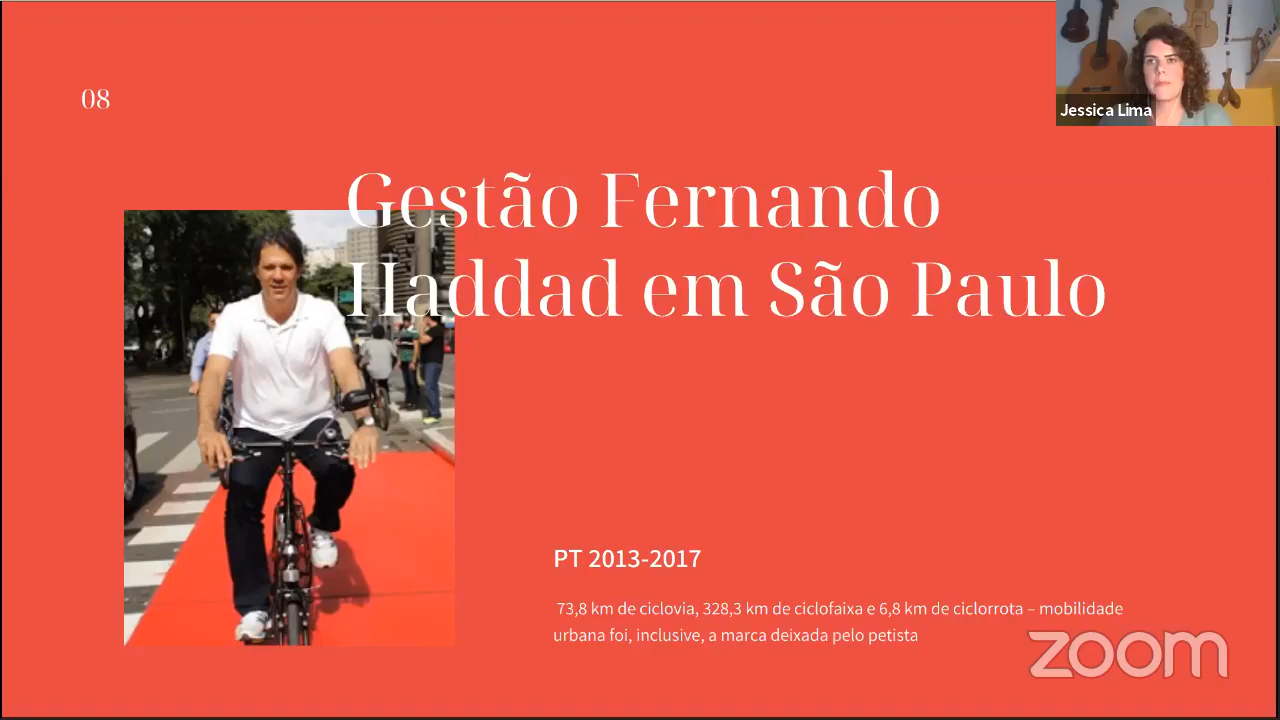 08
Jessica Lima
Gestão Fernando
Haddad em São Paulo
PT 2013-2017
73,8 km de ciclovia, 328,3 km de ciclofaixa e 6,8 km de ciclorrota – mobilidade
urbana foi, inclusive, a marca deixada pelo petista
zoom